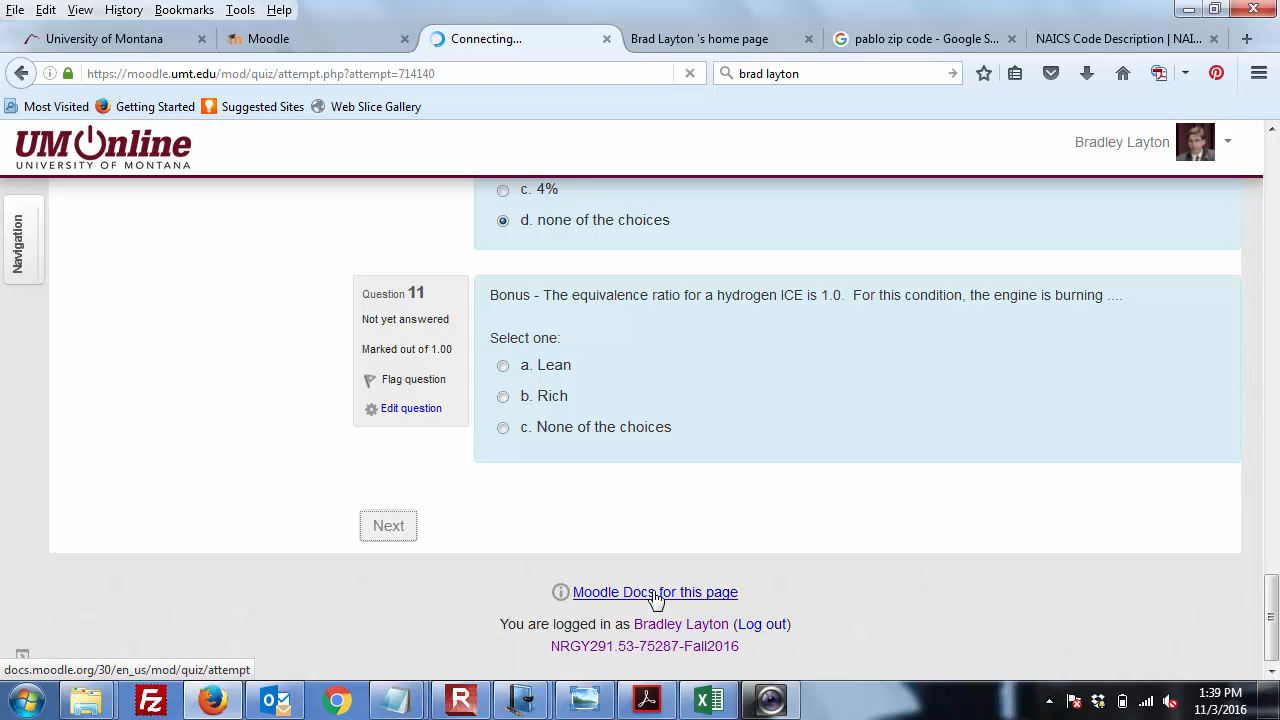 File Edit View History Bookmarks Tools Help
University of Montana × Moodle × Connecting... × Brad Layton 's home page × pablo zip code - Google S... × NAICS Code Description | NAI... ×
https://moodle.umt.edu/mod/quiz/attempt.php?attempt=714140 brad layton
Most Visited Getting Started Suggested Sites Web Slice Gallery
UMOnline
UNIVERSITY OF MONTANA
Bradley Layton
Navigation
c. 4%
d. none of the choices
Question 11
Not yet answered
Marked out of 1.00
Flag question
Edit question
Bonus - The equivalence ratio for a hydrogen ICE is 1.0. For this condition, the engine is burning ....
Select one:
a. Lean
b. Rich
c. None of the choices
Next
Moodle Docs for this page
You are logged in as Bradley Layton (Log out)
NRGY291.53-75287-Fall2016
docs.moodle.org/30/en_us/mod/quiz/attempt
1:39 PM
11/3/2016